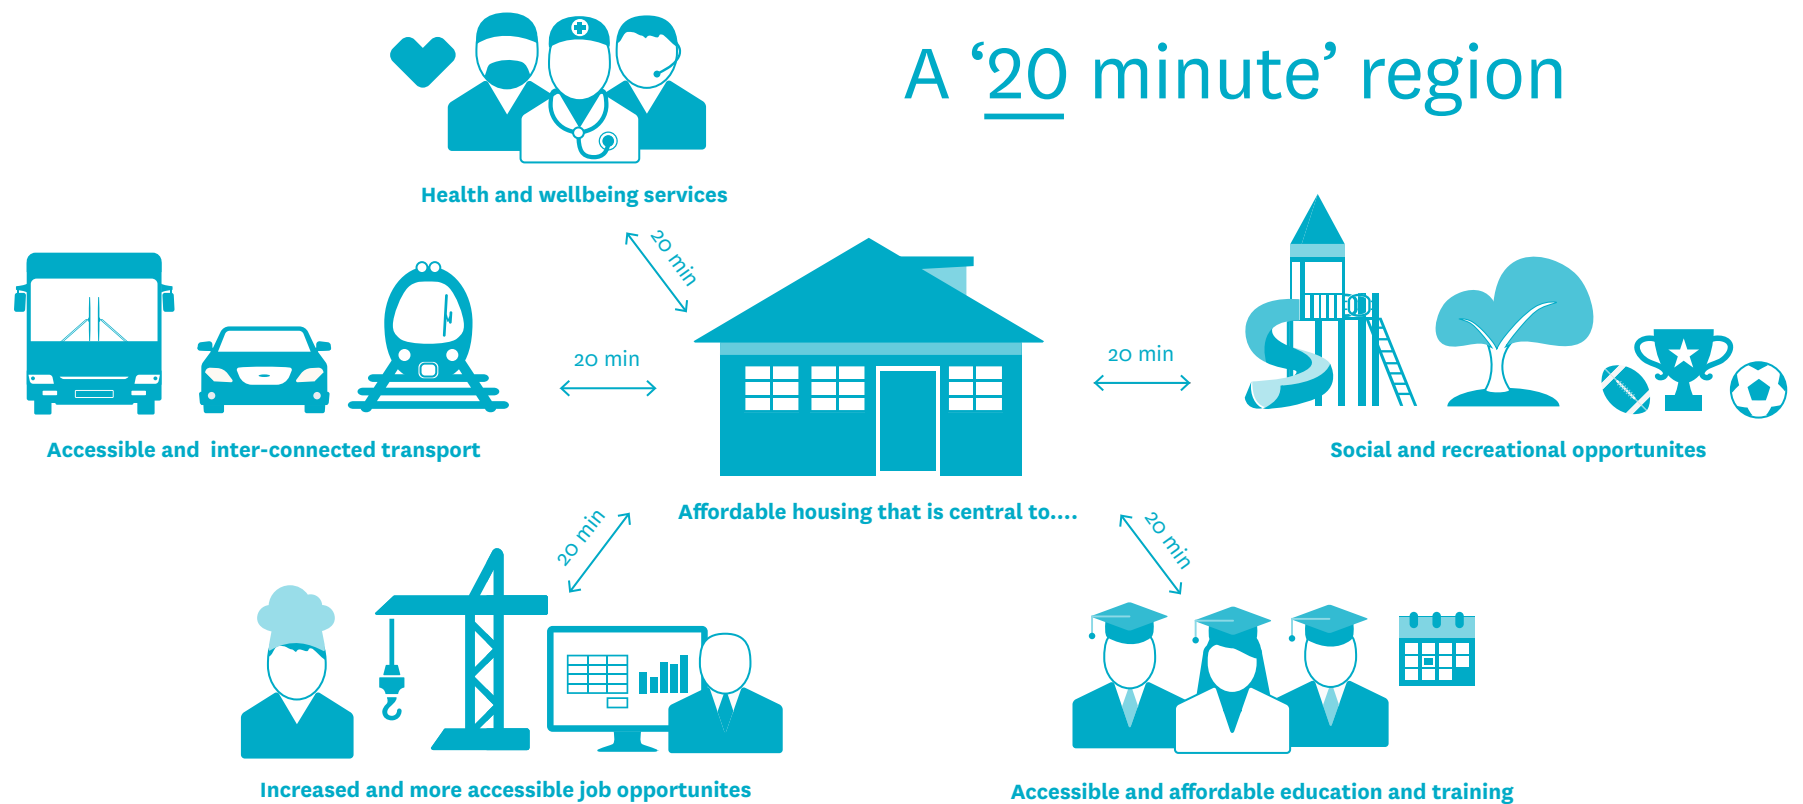 A ‘20 minute’ region
Health and wellbeing services
20 min
20 min
20 min
Accessible and  inter-connected transport
Social and recreational opportunites
Affordable housing that is central to....
20 min
20 min
Increased and more accessible job opportunites
Accessible and affordable education and training